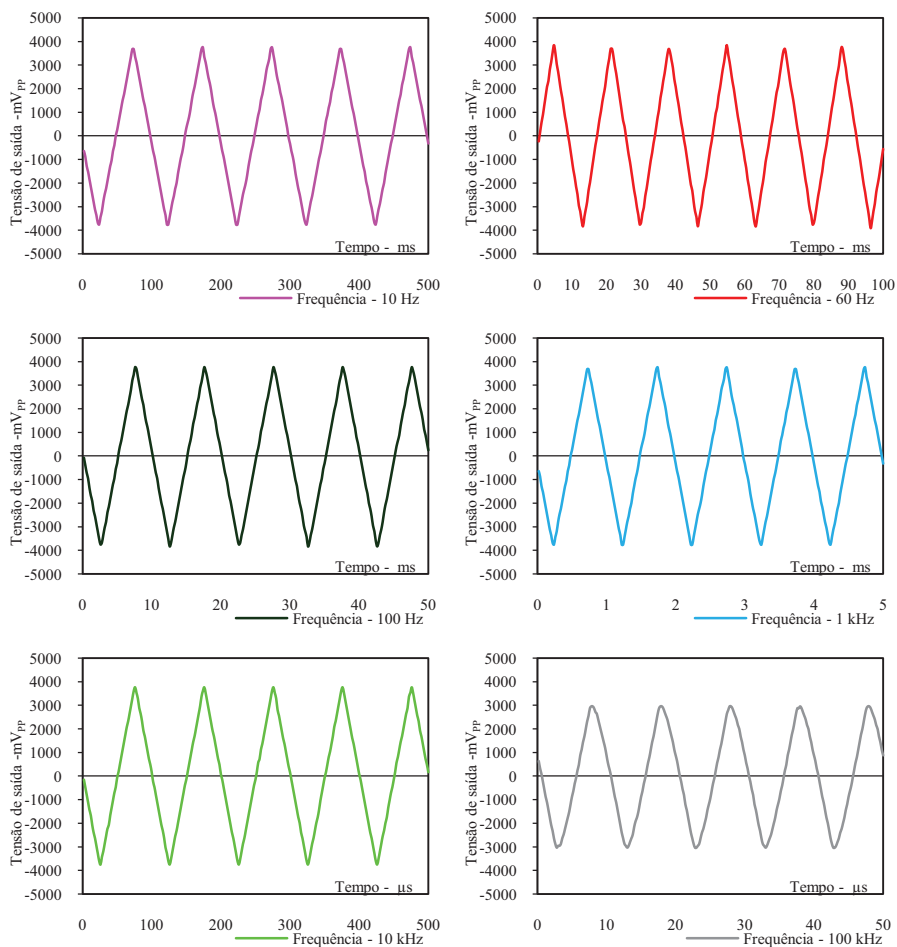 5000
4000
3000
2000
1000
0
-1000
-2000
-3000
-4000
-5000
Tensão de saída -mVPP
Tempo - ms
0 100 200 300 400 500
Frequência - 10 Hz
5000
4000
3000
2000
1000
0
-1000
-2000
-3000
-4000
-5000
Tensão de saída -mVPP
Tempo - ms
0 10 20 30 40 50 60 70 80 90 100
Frequência - 60 Hz
5000
4000
3000
2000
1000
0
-1000
-2000
-3000
-4000
-5000
Tensão de saída -mVPP
Tempo - ms
0 10 20 30 40 50
Frequência - 100 Hz
5000
4000
3000
2000
1000
0
-1000
-2000
-3000
-4000
-5000
Tensão de saída -mVPP
Tempo - ms
0 1 2 3 4 5
Frequência - 1 kHz
5000
4000
3000
2000
1000
0
-1000
-2000
-3000
-4000
-5000
Tensão de saída -mVPP
Tempo - µs
0 100 200 300 400 500
Frequência - 10 kHz
5000
4000
3000
2000
1000
0
-1000
-2000
-3000
-4000
-5000
Tensão de saída -mVPP
Tempo - µs
0 10 20 30 40 50
Frequência - 100 kHz